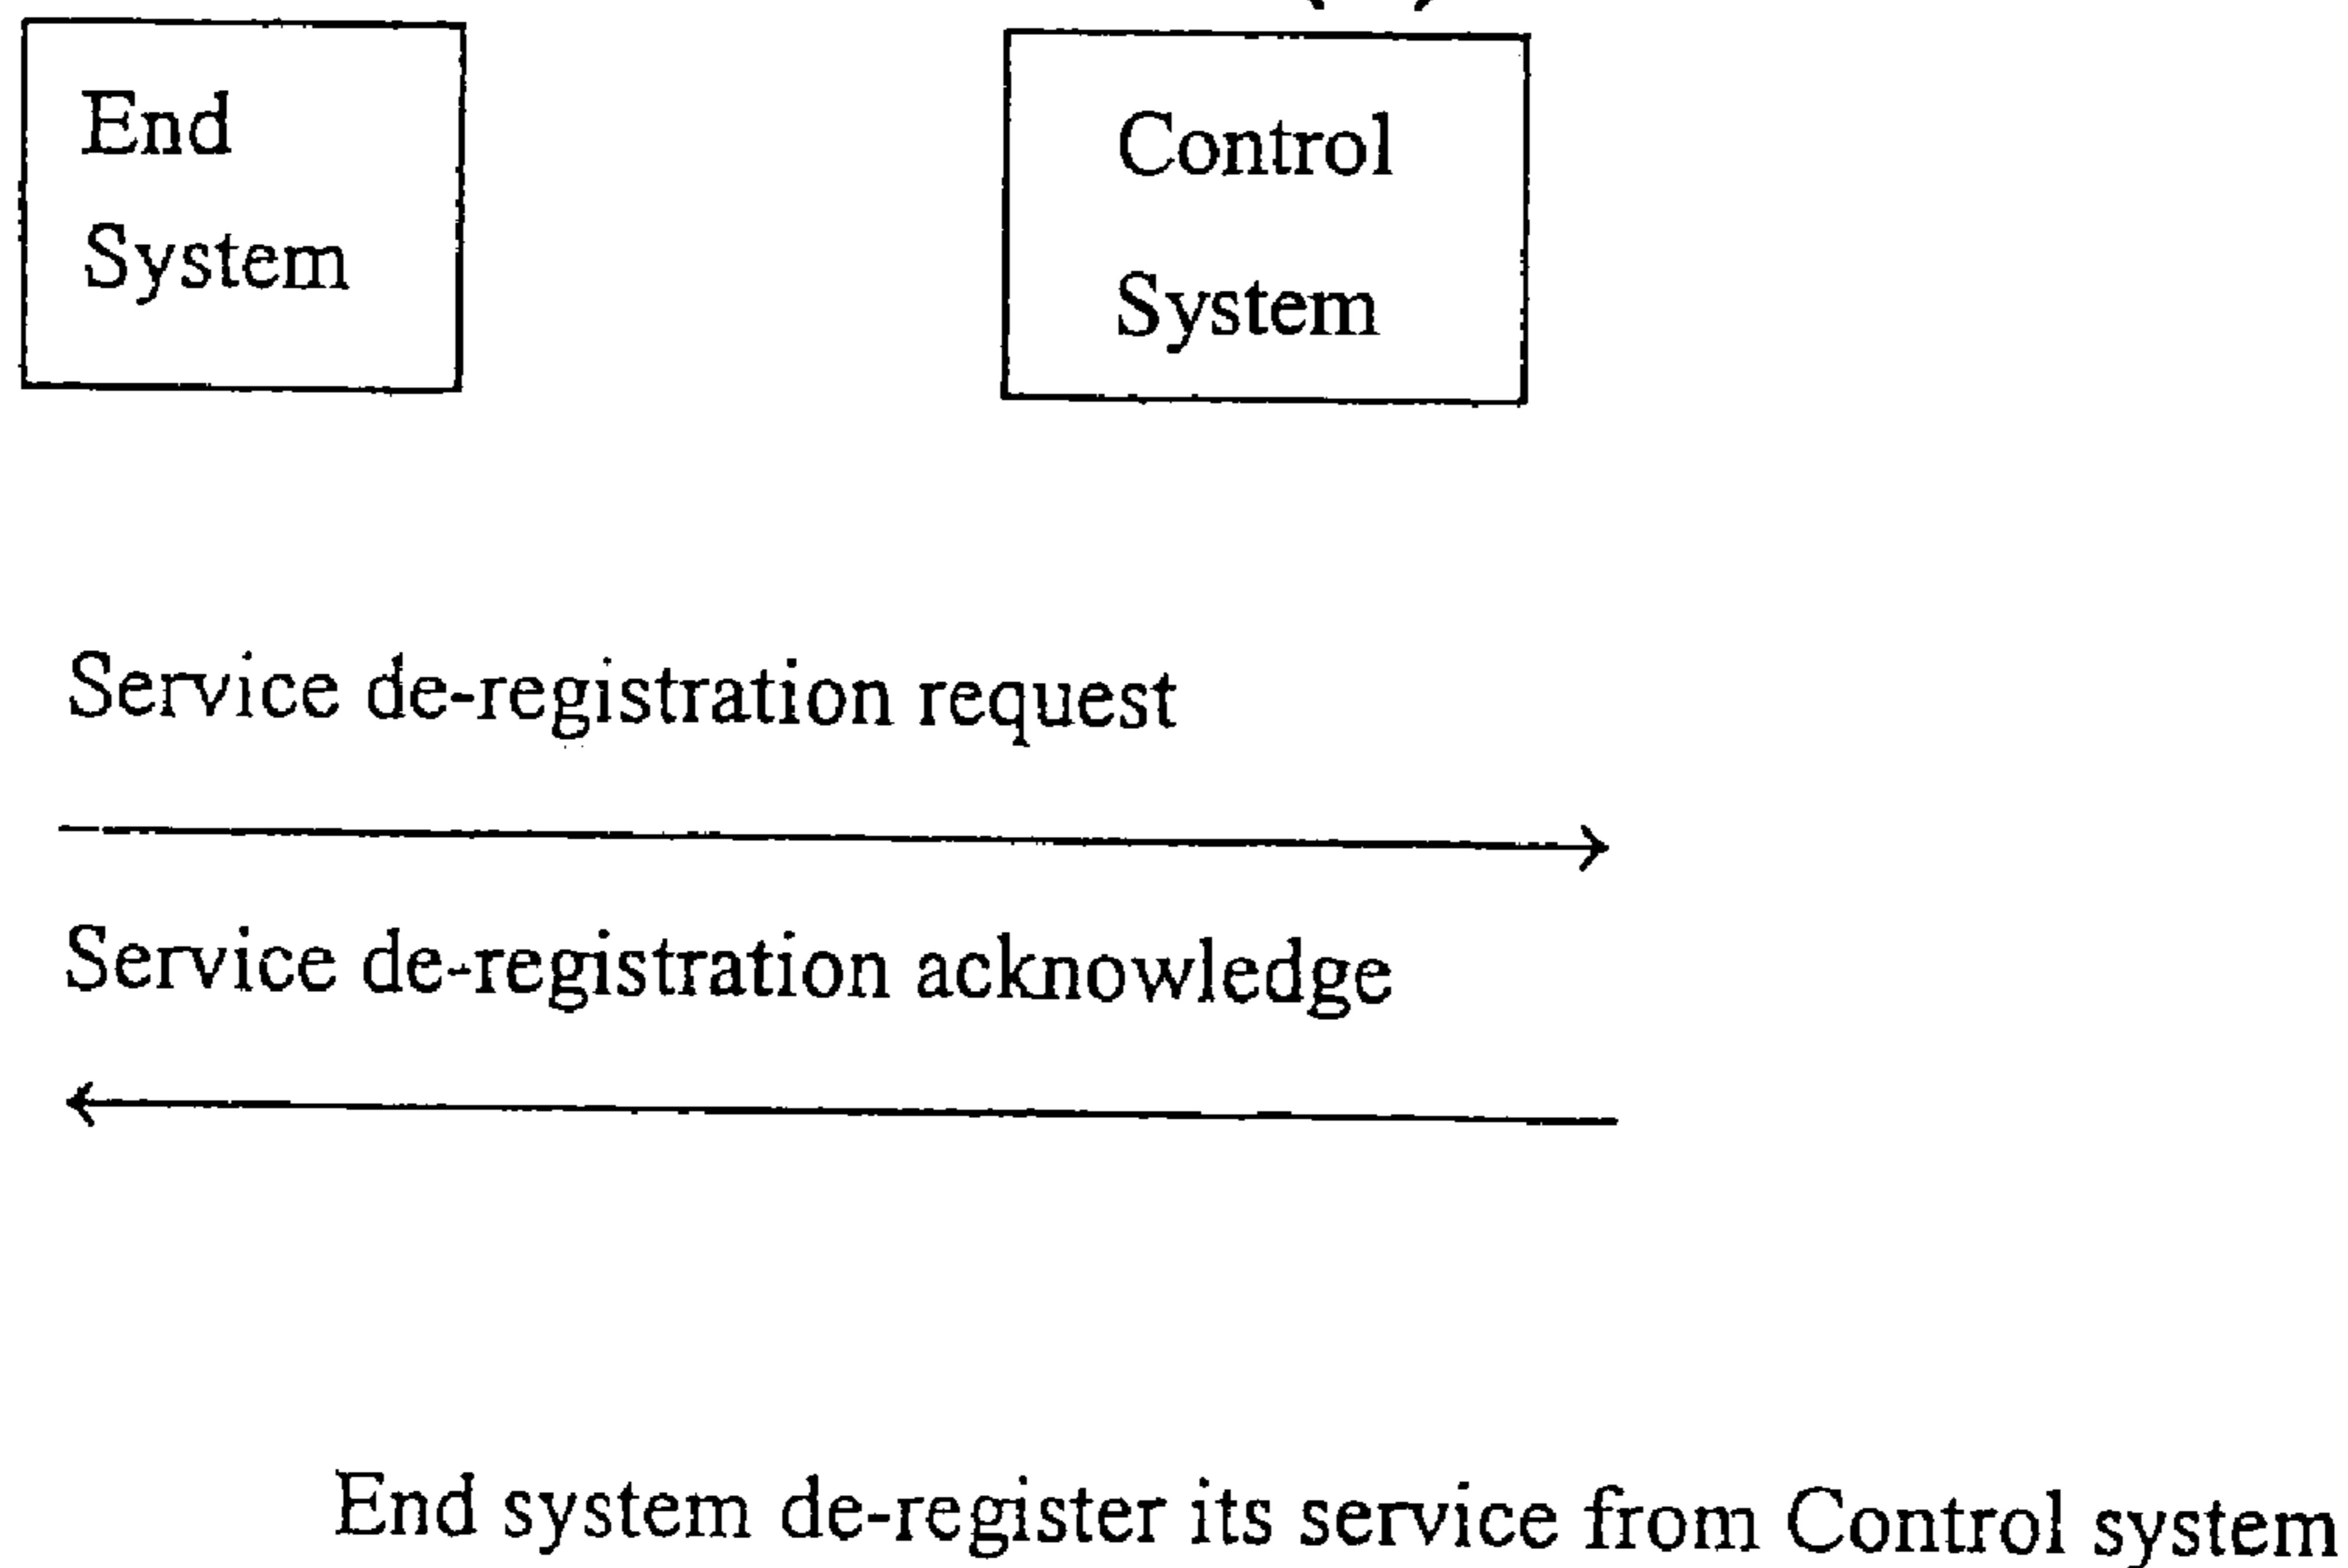 End
System
Control
System
Service de-registration request
Service de-registration acknowledge
End system de-register its service from Control system